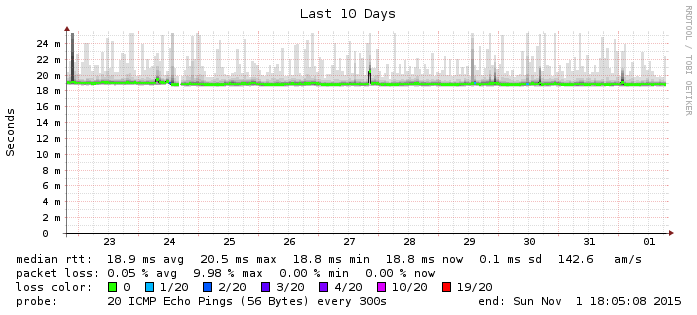 Last 10 Days
RRDTOOL / TOBI OETIKER
Seconds
24 m
22 m
20 m
18 m
16 m
14 m
12 m
10 m
8 m
6 m
4 m
2 m
0
23 24 25 26 27 28 29 30 31 01
median rtt: 18.9 ms avg 20.5 ms max 18.8 ms min 18.8 ms now 0.1 ms sd 142.6 am/s
packet loss: 0.05 % avg 9.98 % max 0.00 % min 0.00 % now
loss color: 0 1/20 2/20 3/20 4/20 10/20 19/20
probe: 20 ICMP Echo Pings (56 Bytes) every 300s end: Sun Nov 1 18:05:08 2015